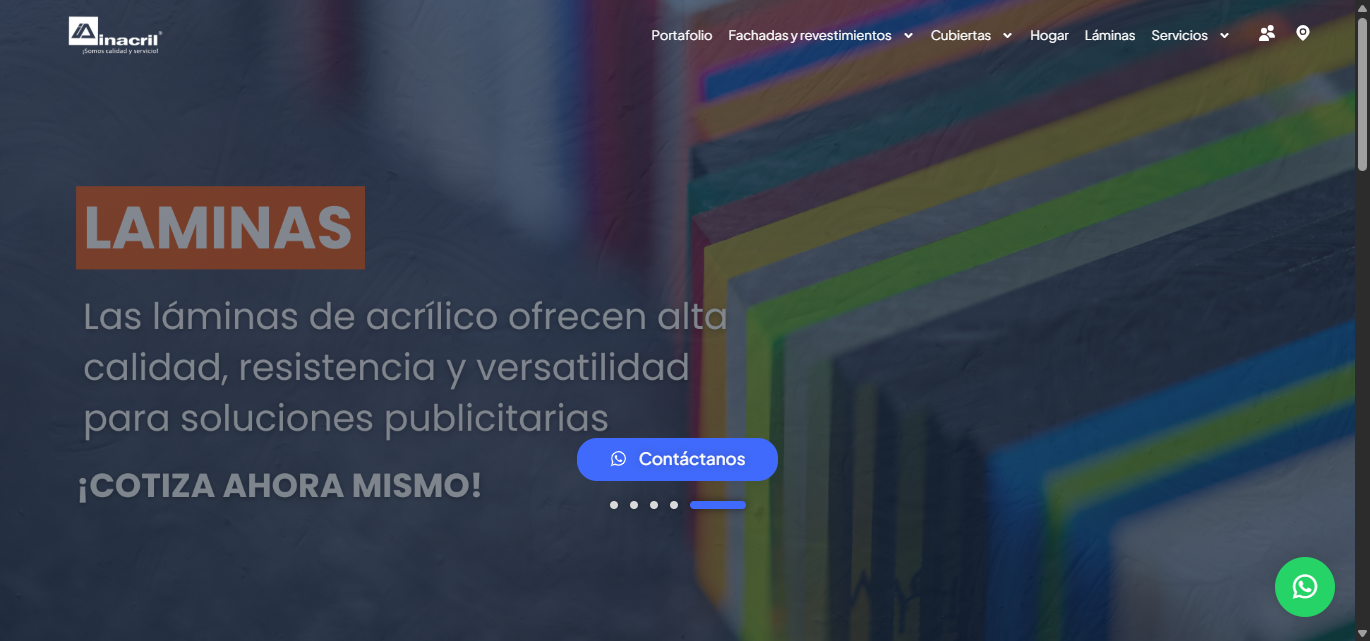 inacril
¡Somos calidad y servicio!
Portafolio
Fachadas y revestimientos
Cubiertas
Hogar
Láminas
Servicios
LAMINAS
Las láminas de acrílico ofrecen alta
calidad, resistencia y versatilidad
para soluciones publicitarias
Contáctanos
¡COTIZA AHORA MISMO!